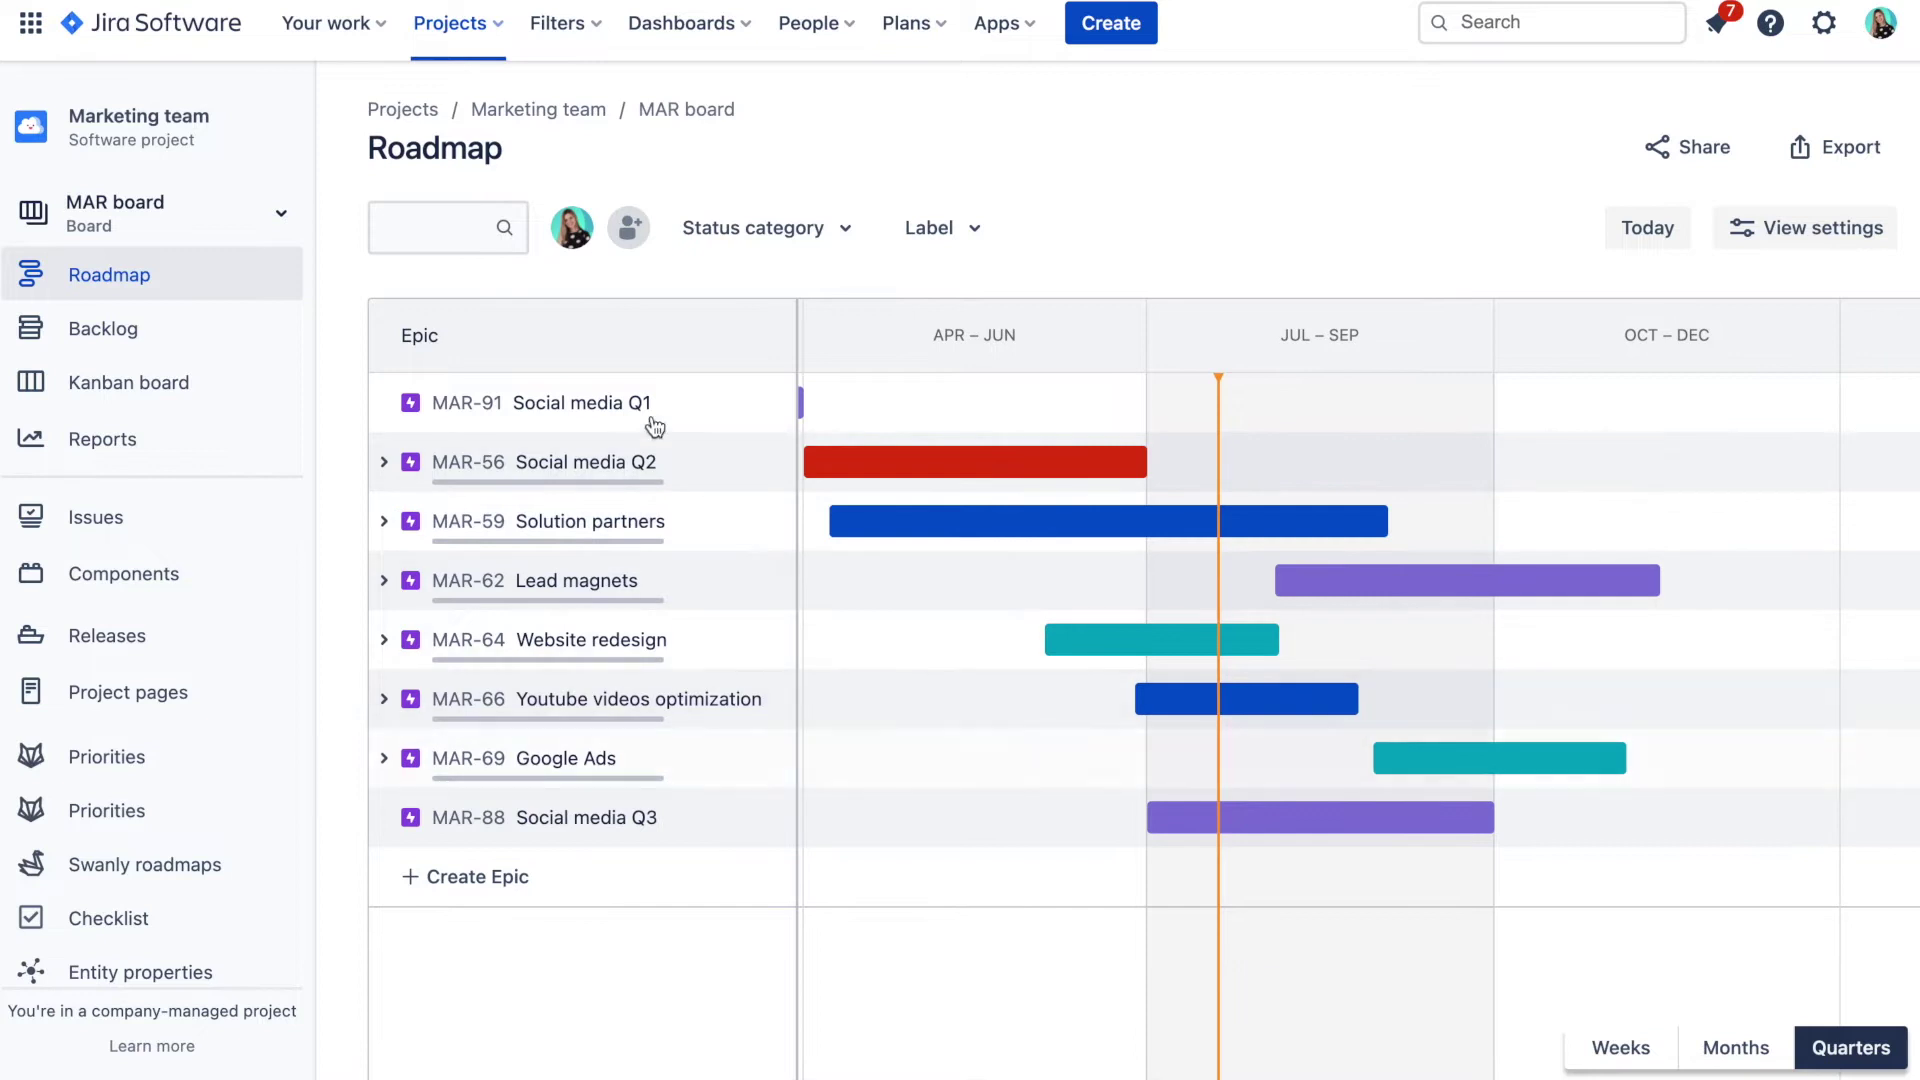 Jira Software Your work Projects Filters Dashboards People Plans Apps Create Search 7
Marketing team
Software project
MAR board
Board
Roadmap
Backlog
Kanban board
Reports
Issues
Components
Releases
Project pages
Priorities
Priorities
Swanly roadmaps
Checklist
Entity properties
You're in a company-managed project
Learn more
Projects / Marketing team / MAR board
Roadmap
Share Export
Status category Label Today View settings
Epic APR – JUN JUL – SEP OCT – DEC
MAR-91 Social media Q1
MAR-56 Social media Q2
MAR-59 Solution partners
MAR-62 Lead magnets
MAR-64 Website redesign
MAR-66 Youtube videos optimization
MAR-69 Google Ads
MAR-88 Social media Q3
+ Create Epic
Weeks Months Quarters